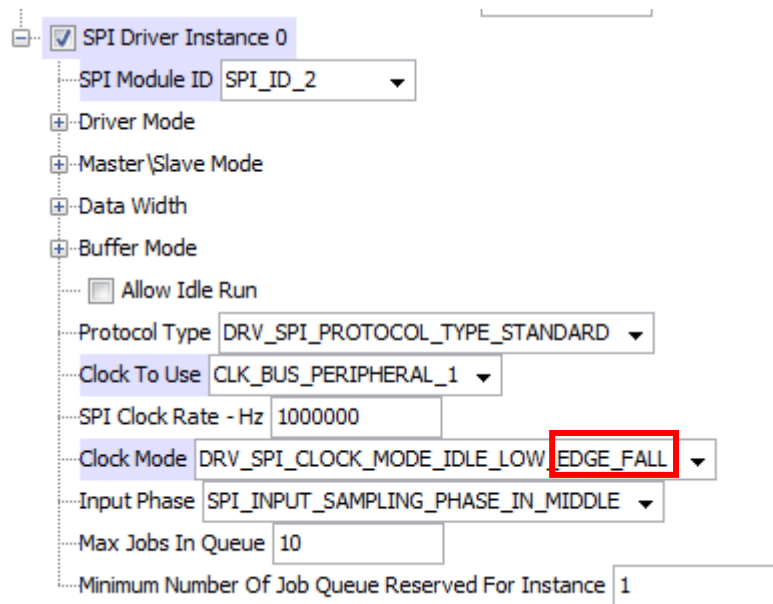 SPI Driver Instance 0
SPI Module ID SPI_ID_2
Driver Mode
Master\Slave Mode
Data Width
Buffer Mode
Allow Idle Run
Protocol Type DRV_SPI_PROTOCOL_TYPE_STANDARD
Clock To Use CLK_BUS_PERIPHERAL_1
SPI Clock Rate - Hz 1000000
Clock Mode DRV_SPI_CLOCK_MODE_IDLE_LOW_EDGE_FALL
Input Phase SPI_INPUT_SAMPLING_PHASE_IN_MIDDLE
Max Jobs In Queue 10
Minimum Number Of Job Queue Reserved For Instance 1